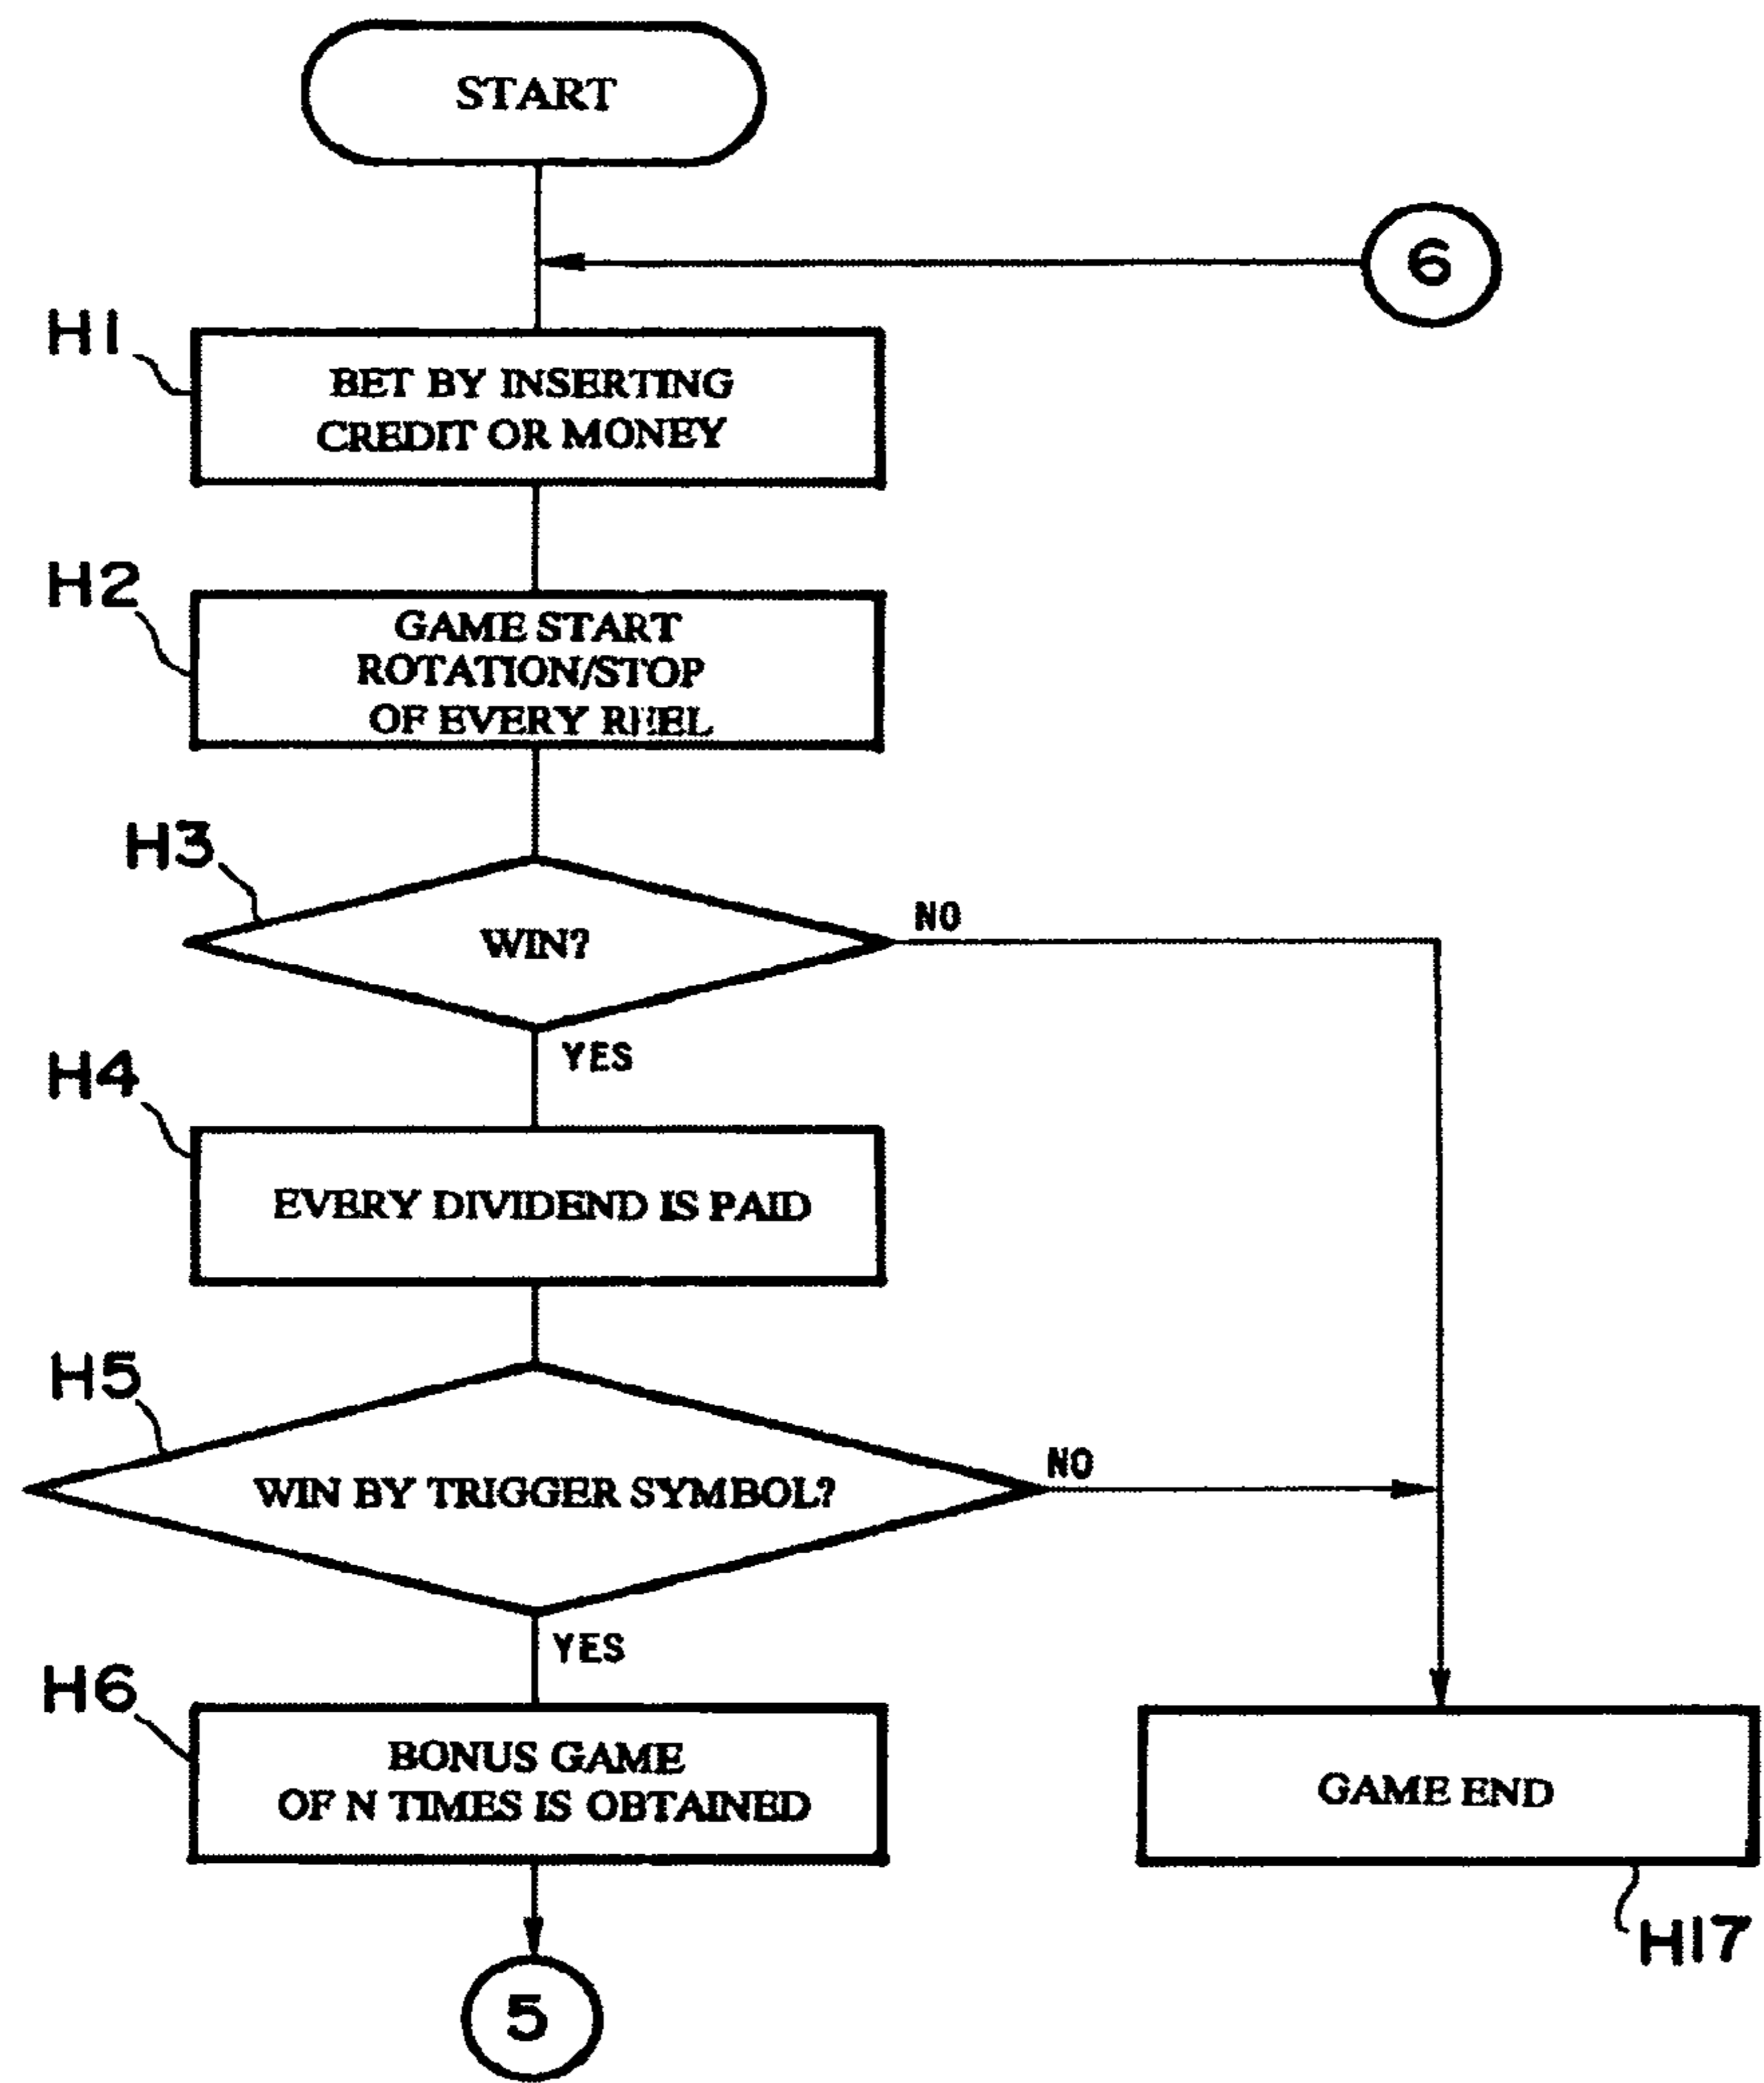 START
6
H1
BET BY INSERTING
CREDIT OR MONEY
H2
GAME START
ROTATION/STOP
OF EVERY REEL
H3
WIN?
NO
YES
H4
EVERY DIVIDEND IS PAID
H5
WIN BY TRIGGER SYMBOL?
NO
YES
H6
BONUS GAME
OF N TIMES IS OBTAINED
GAME END
H17
5